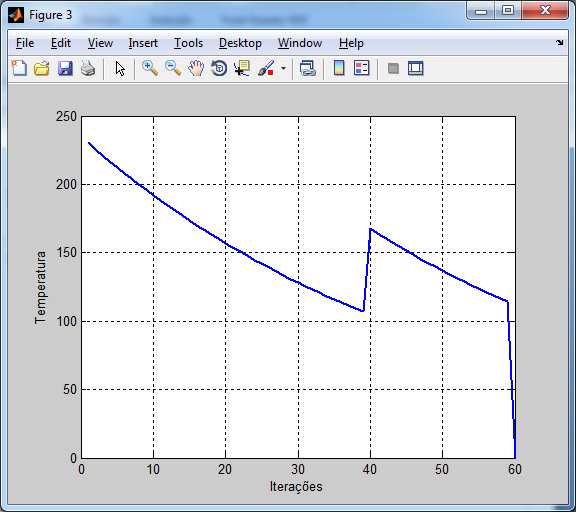 Figure 3
File Edit View Insert Tools Desktop Window Help
250
200
150
100
50
0
Temperatura
0 10 20 30 40 50 60
Iterações